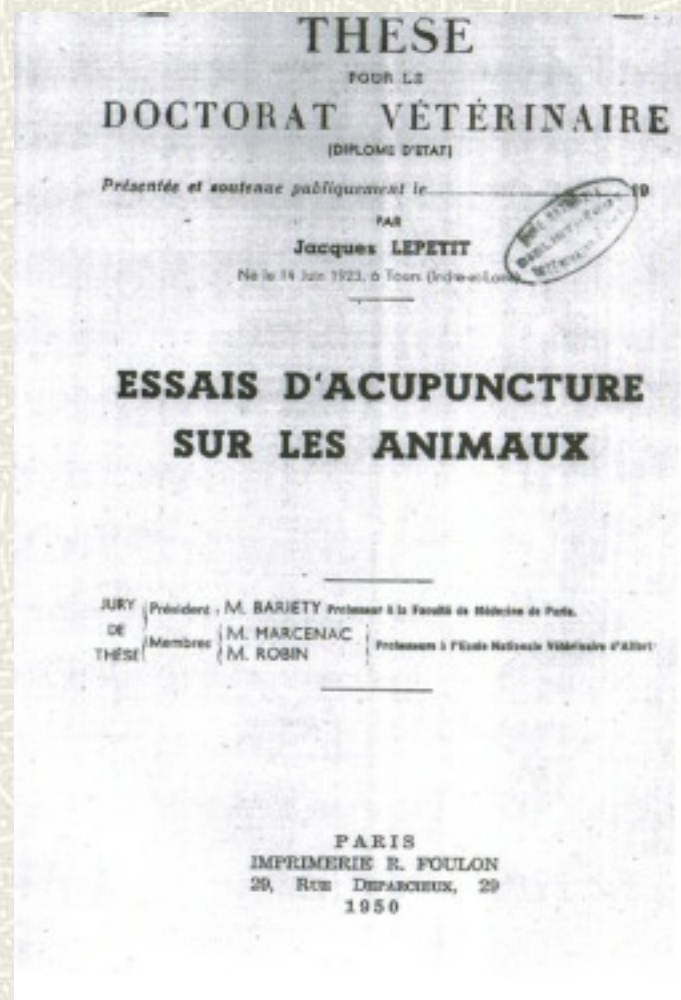 THESE
POUR LE
DOCTORAT VÉTÉRINAIRE
(DIPLOME D'ETAT)
Présentée et soutenue publiquement le 19
PAR
Jacques LEPETIT
Né le 14 Juin 1923, à Tours (Indre-et-Loire)
ESSAIS D'ACUPUNCTURE
SUR LES ANIMAUX
JURY DE THÈSE
Président : M. BARIETY Professeur à la Faculté de Médecine de Paris.
Membres M. MARCENAC
M. ROBIN
Professeurs à l'Ecole Nationale Vétérinaire d'Alfort
PARIS
IMPRIMERIE R. FOULON
29, RUE DEPARCIEUX, 29
1950